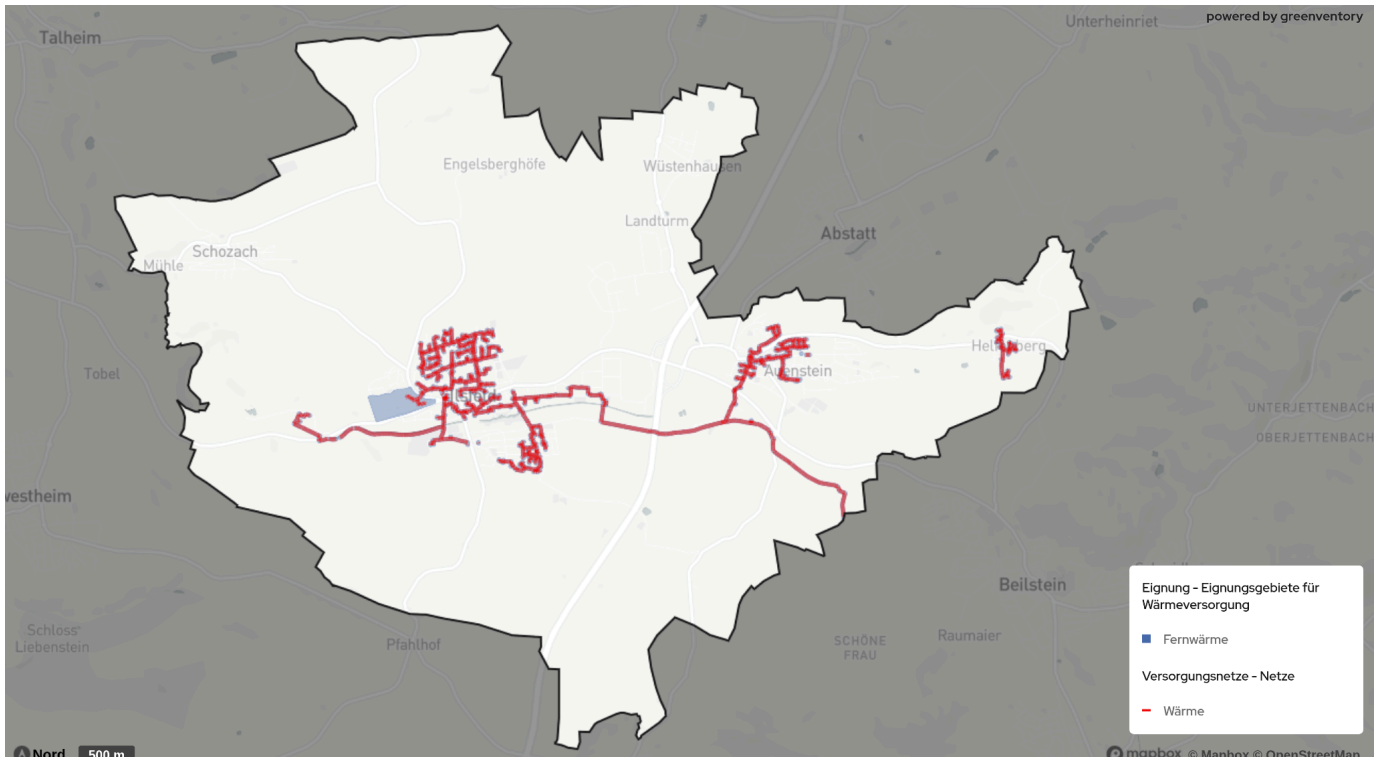 powered by greenventory
Unterheinriet
Talheim
Engelsberghöfe
Wüstenhausen
Landturm
Abstatt
Schozach
Mühle
Tobel
Auenstein
UNTERJETTENBACH
OBERJETTENBACH
Beilstein
Schloss
Liebenstein
Pfahlhof
SCHÖNE
FRAU
Raumaier
Eignung - Eignungsgebiete für
Wärmeversorgung
Fernwärme
Versorgungsnetze - Netze
Wärme
Nord
500 m
mapbox © Mapbox © OpenStreetMap